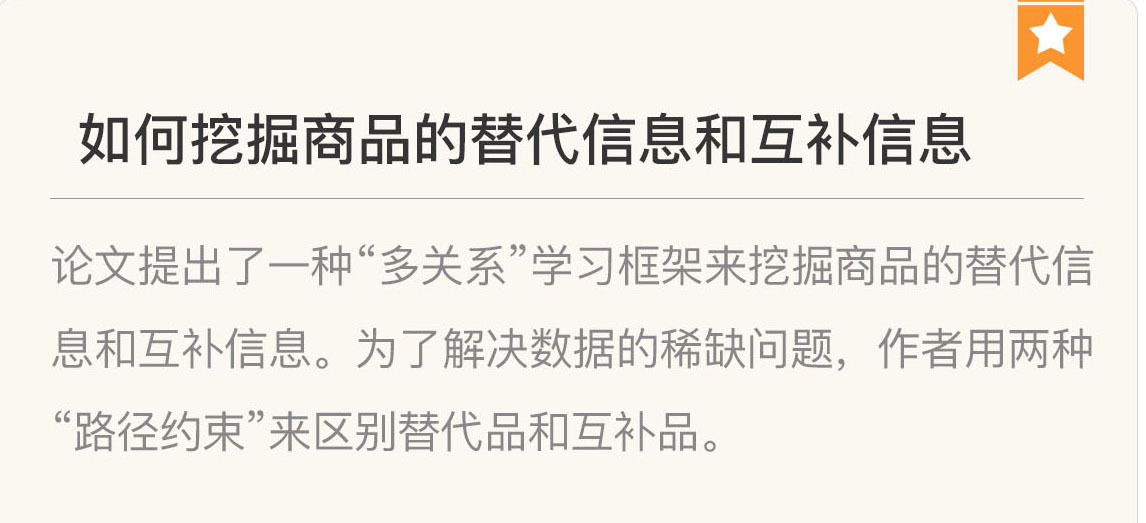 如何挖掘商品的替代信息和互补信息
论文提出了一种“多关系”学习框架来挖掘商品的替代信
息和互补信息。为了解决数据的稀缺问题，作者用两种
“路径约束”来区别替代品和互补品。